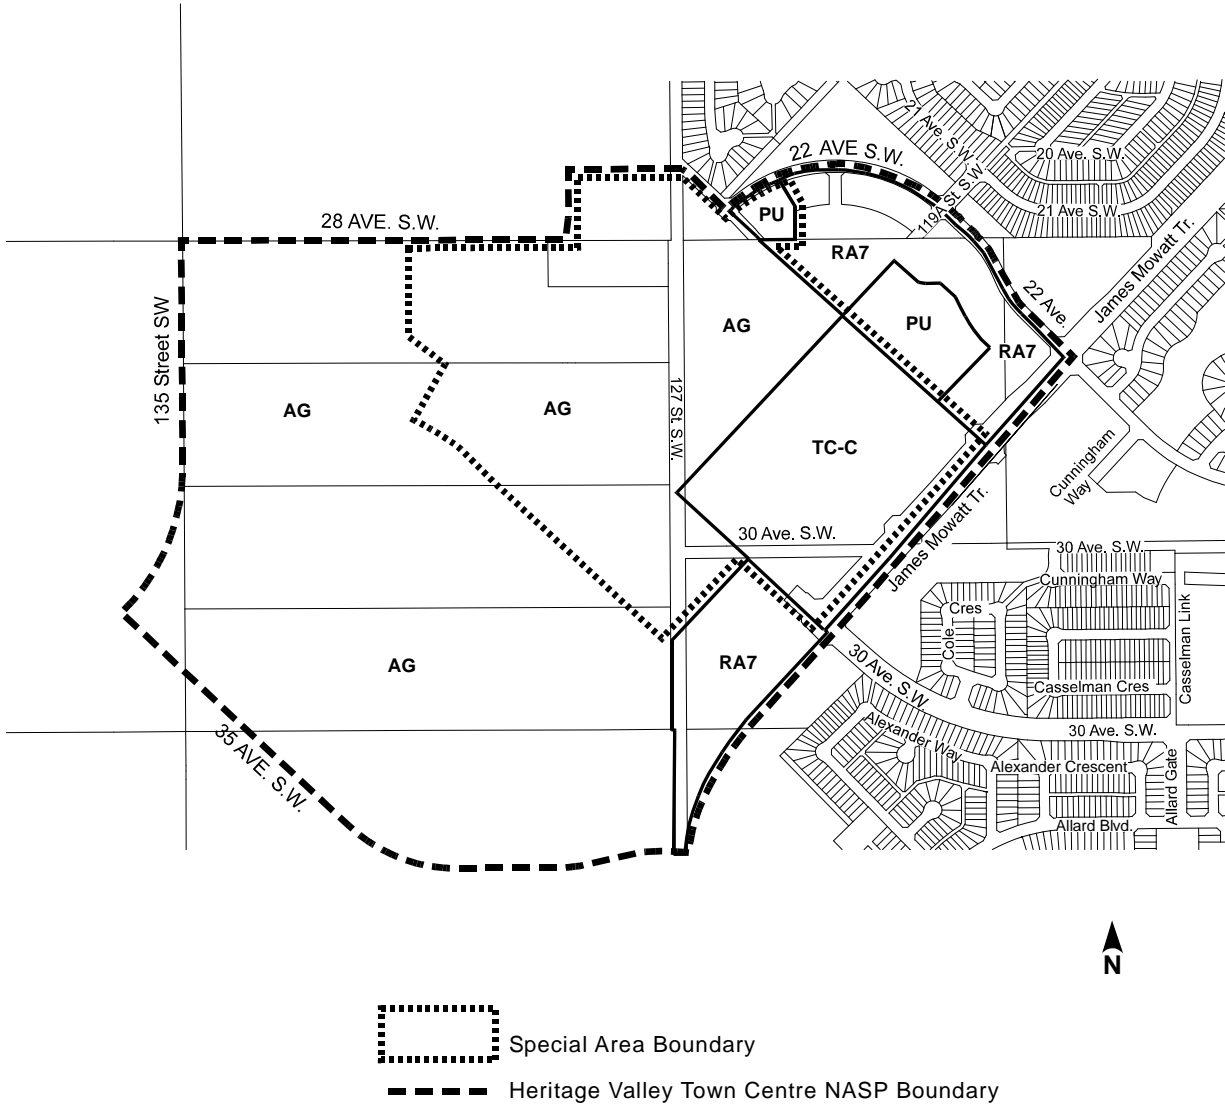 22 AVE S.W.
21 Ave. S.W.
20 Ave. S.W.
119A St S.W.
21 Ave S.W.
PU
28 AVE. S.W.
RA7
James Mowatt Tr.
22 Ave.
135 Street SW
AG
PU
RA7
127 St. S.W.
AG
AG
TC-C
Cunningham
Way
James Mowatt Tr.
30 Ave. S.W.
30 Ave. S.W.
Cunningham Way
Cres
Cole
Casselman Link
AG
RA7
30 Ave. S.W.
Casselman Cres
35 AVE. S.W.
Alexander Way
30 Ave. S.W.
Alexander Crescent
Allard Gate
Allard Blvd.
N
Special Area Boundary
Heritage Valley Town Centre NASP Boundary